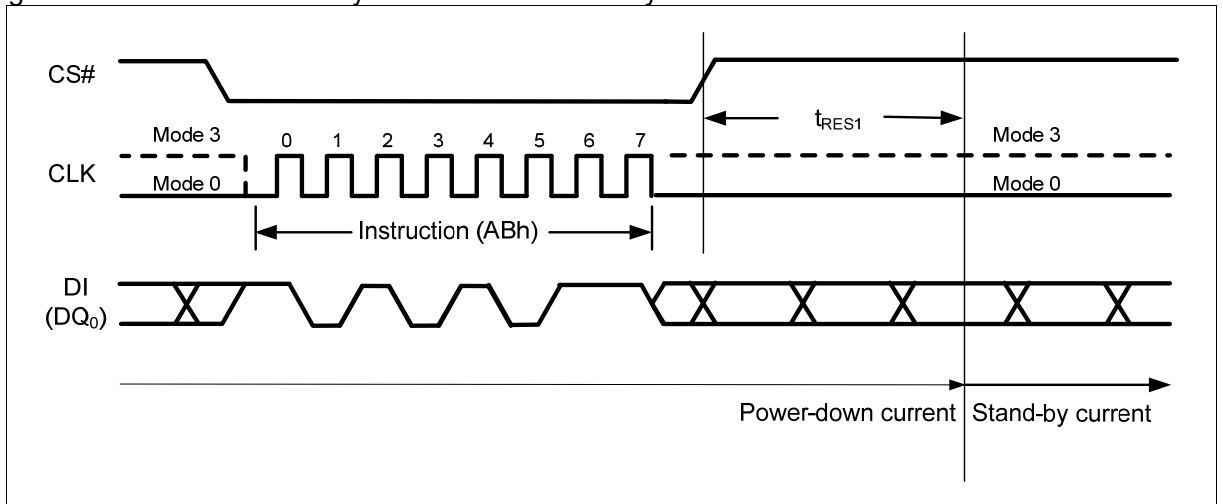 CS#
t_RES1
Mode 3 0 1 2 3 4 5 6 7 Mode 3
CLK
Mode 0 Mode 0
Instruction (ABh)
DI
(DQ₀)
Power-down current Stand-by current